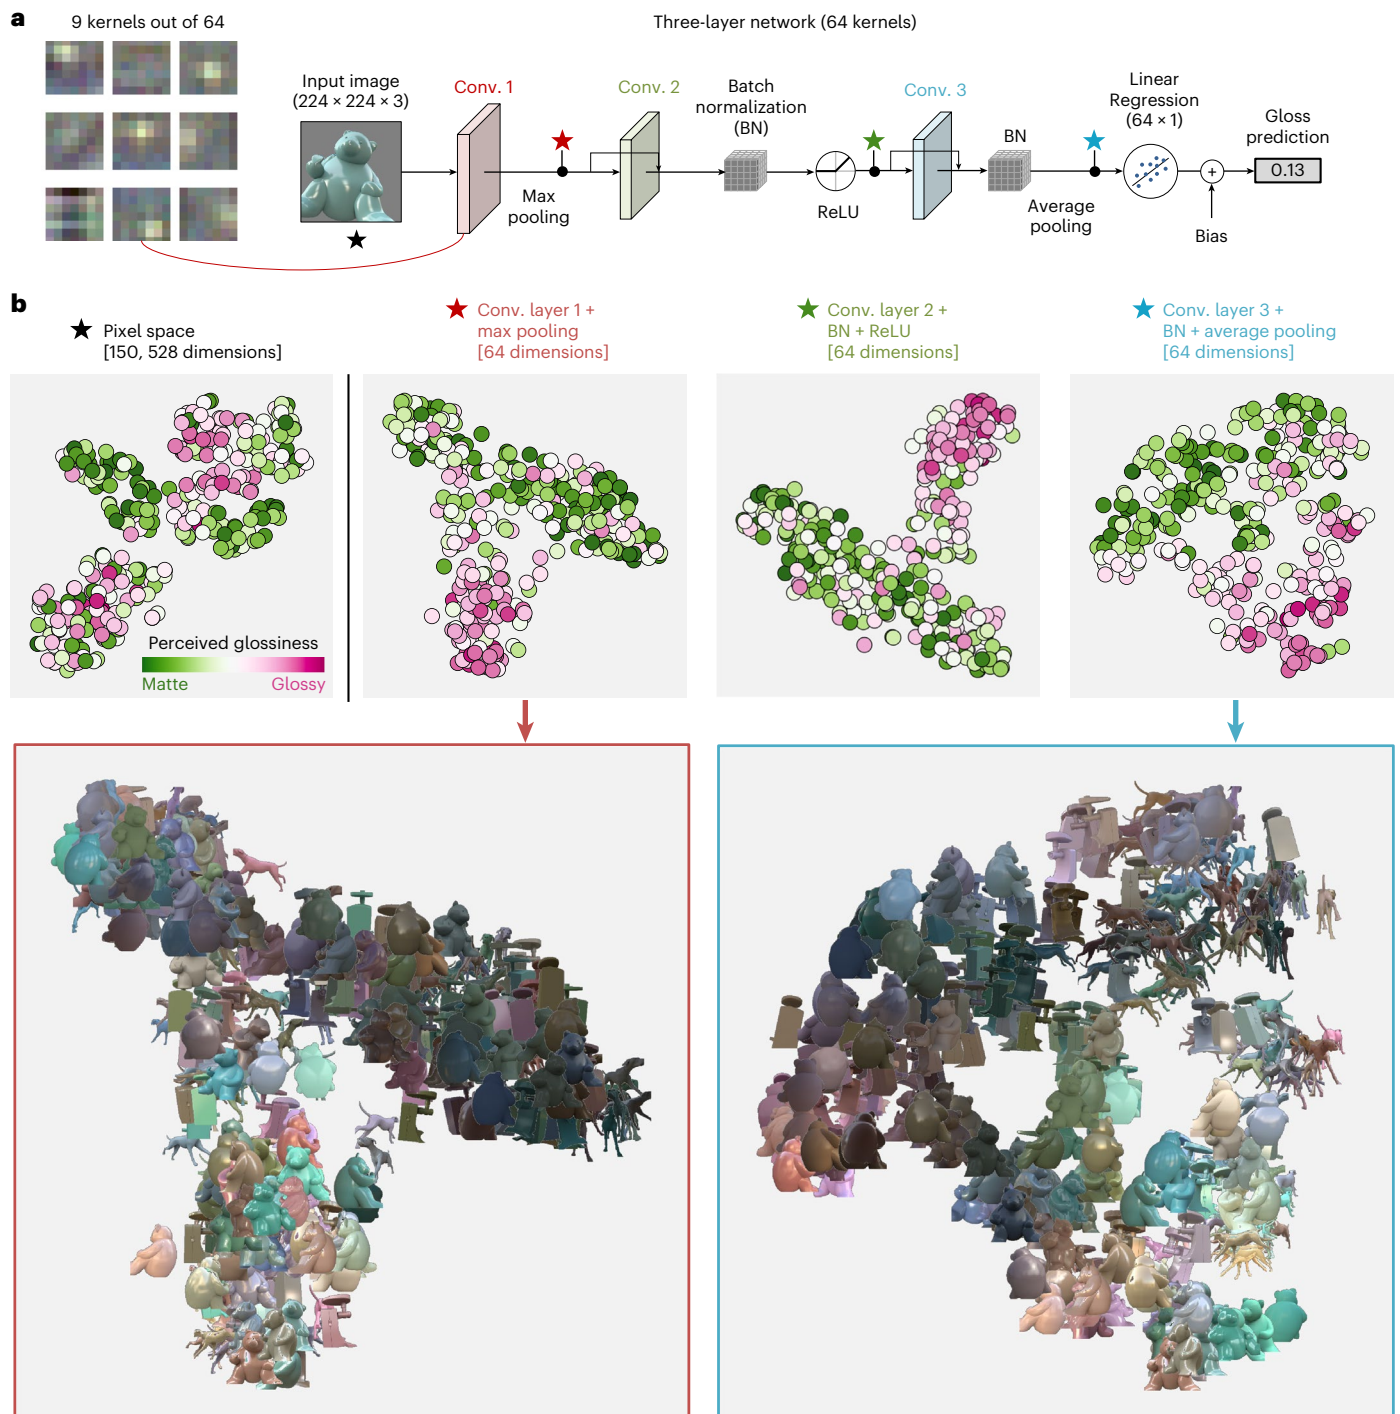 a
9 kernels out of 64
Three-layer network (64 kernels)
Input image
(224 × 224 × 3)
Conv. 1
Max
pooling
Conv. 2
Batch
normalization
(BN)
ReLU
Conv. 3
BN
Average
pooling
Linear
Regression
(64 × 1)
Bias
+
Gloss
prediction
0.13
b
Pixel space
[150, 528 dimensions]
Conv. layer 1 +
max pooling
[64 dimensions]
Conv. layer 2 +
BN + ReLU
[64 dimensions]
Conv. layer 3 +
BN + average pooling
[64 dimensions]
Perceived glossiness
Matte
Glossy